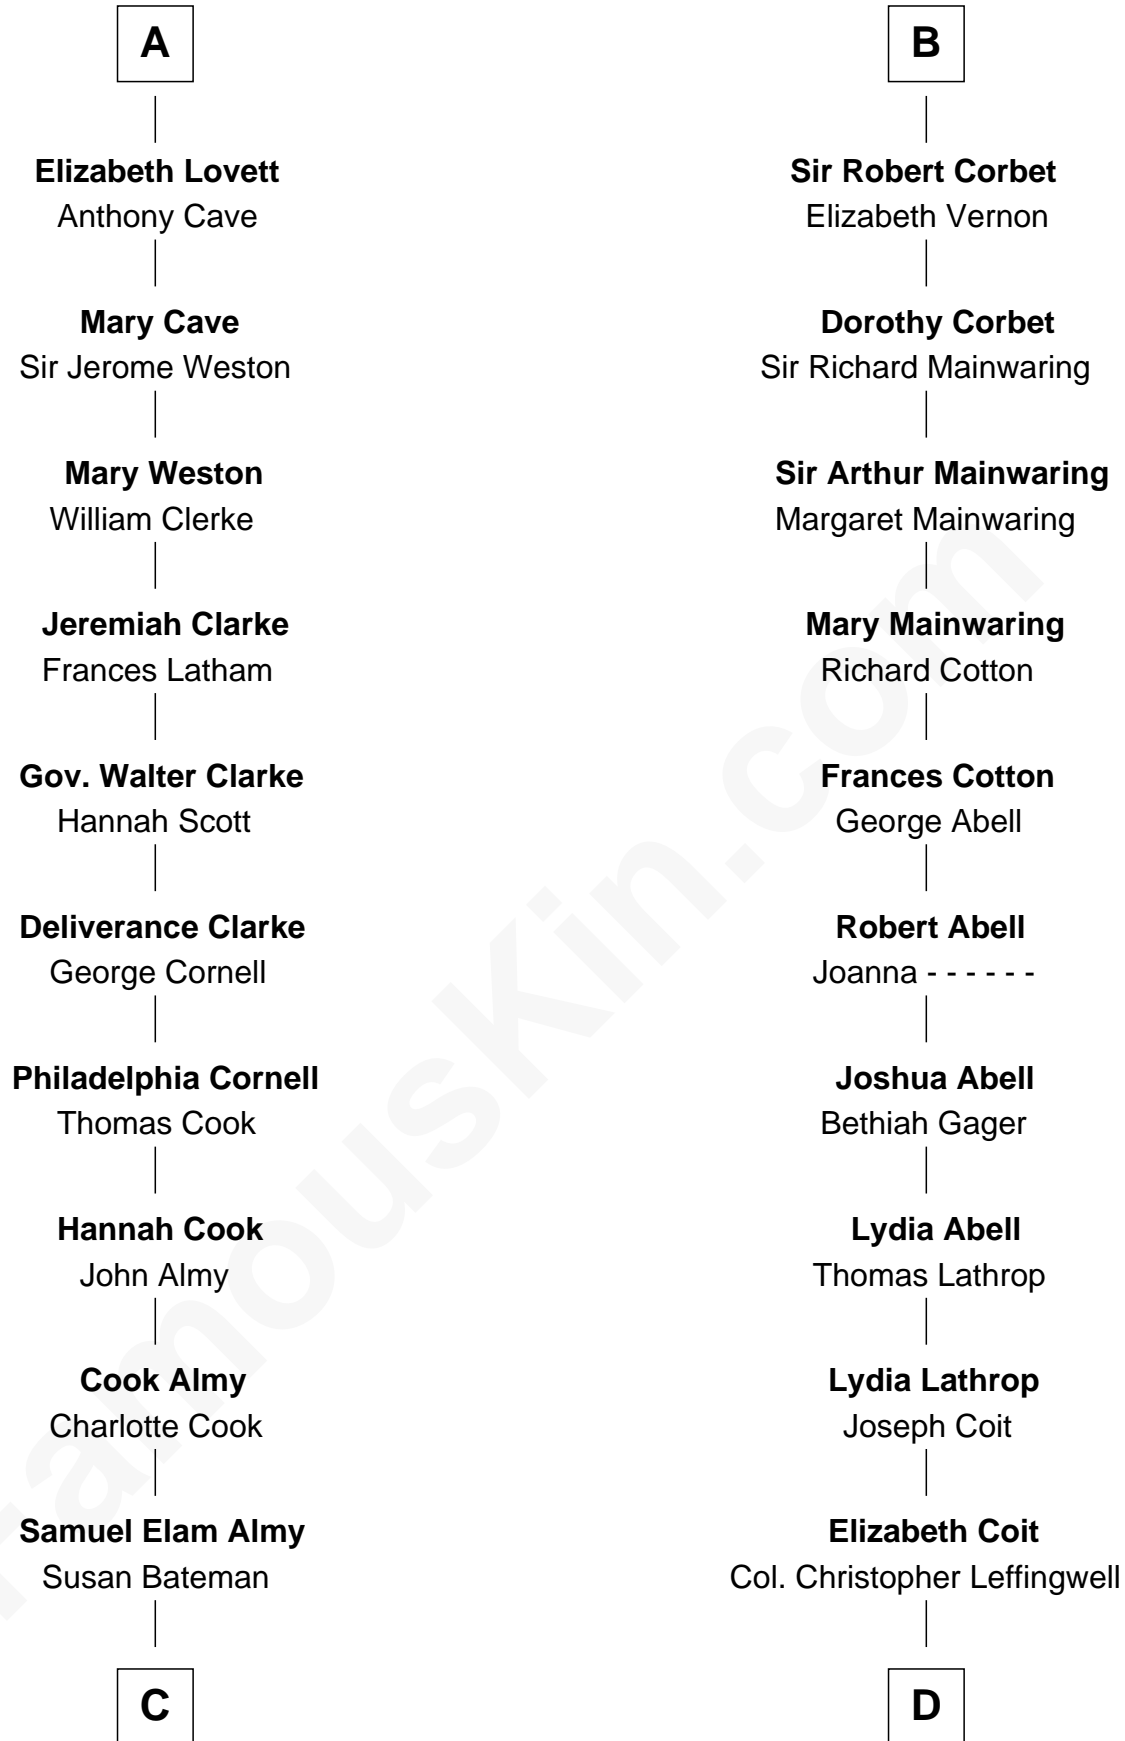 A
Elizabeth Lovett
Anthony Cave
Mary Cave
Sir Jerome Weston
Mary Weston
William Clerke
Jeremiah Clarke
Frances Latham
Gov. Walter Clarke
Hannah Scott
Deliverance Clarke
George Cornell
Philadelphia Cornell
Thomas Cook
Hannah Cook
John Almy
Cook Almy
Charlotte Cook
Samuel Elam Almy
Susan Bateman
C
B
Sir Robert Corbet
Elizabeth Vernon
Dorothy Corbet
Sir Richard Mainwaring
Sir Arthur Mainwaring
Margaret Mainwaring
Mary Mainwaring
Richard Cotton
Frances Cotton
George Abell
Robert Abell
Joanna - - - - - -
Joshua Abell
Bethiah Gager
Lydia Abell
Thomas Lathrop
Lydia Lathrop
Joseph Coit
Elizabeth Coit
Col. Christopher Leffingwell
D
FamousKin.com